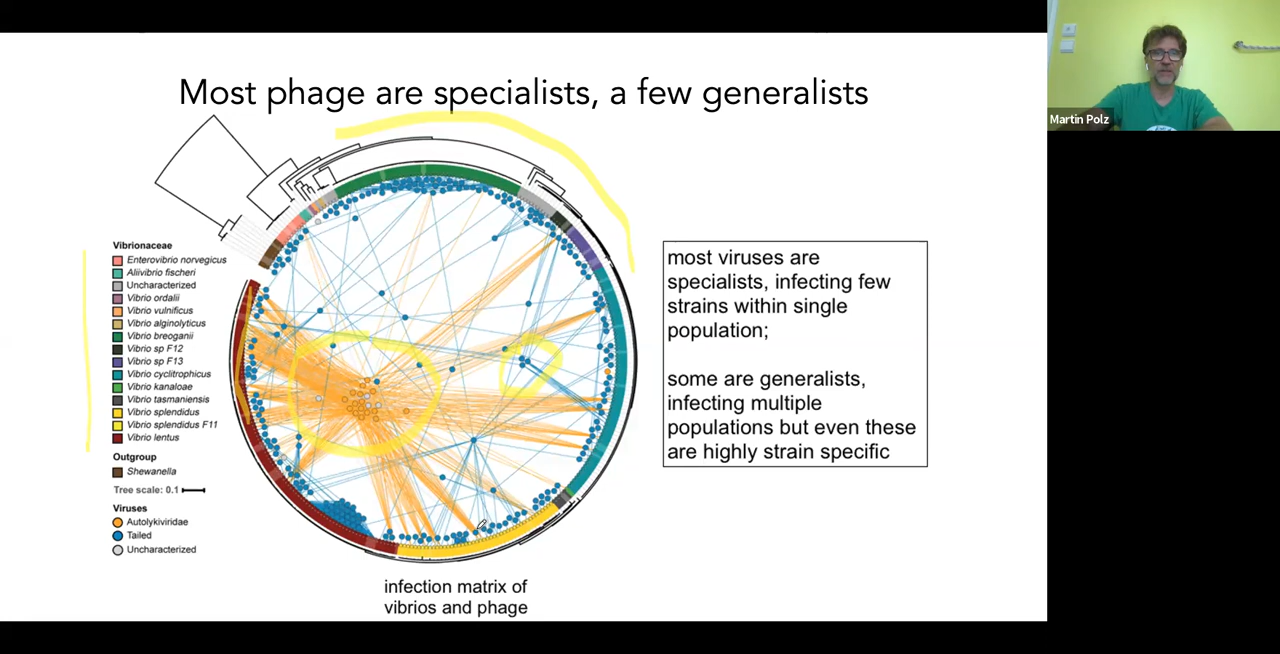 Most phage are specialists, a few generalists
Martin Polz
Vibrionaceae
Enterovibrio norvegicus
Aliivibrio fischeri
Uncharacterized
Vibrio ordalii
Vibrio vulnificus
Vibrio alginolyticus
Vibrio breoganii
Vibrio sp F12
Vibrio sp F13
Vibrio cyclitrophicus
Vibrio kanaloae
Vibrio tasmaniensis
Vibrio splendidus
Vibrio splendidus F11
Vibrio lentus
Outgroup
Shewanella
Tree scale: 0.1
Viruses
Autolykiviridae
Tailed
Uncharacterized
most viruses are
specialists, infecting few
strains within single
population;
some are generalists,
infecting multiple
populations but even these
are highly strain specific
infection matrix of
vibrios and phage